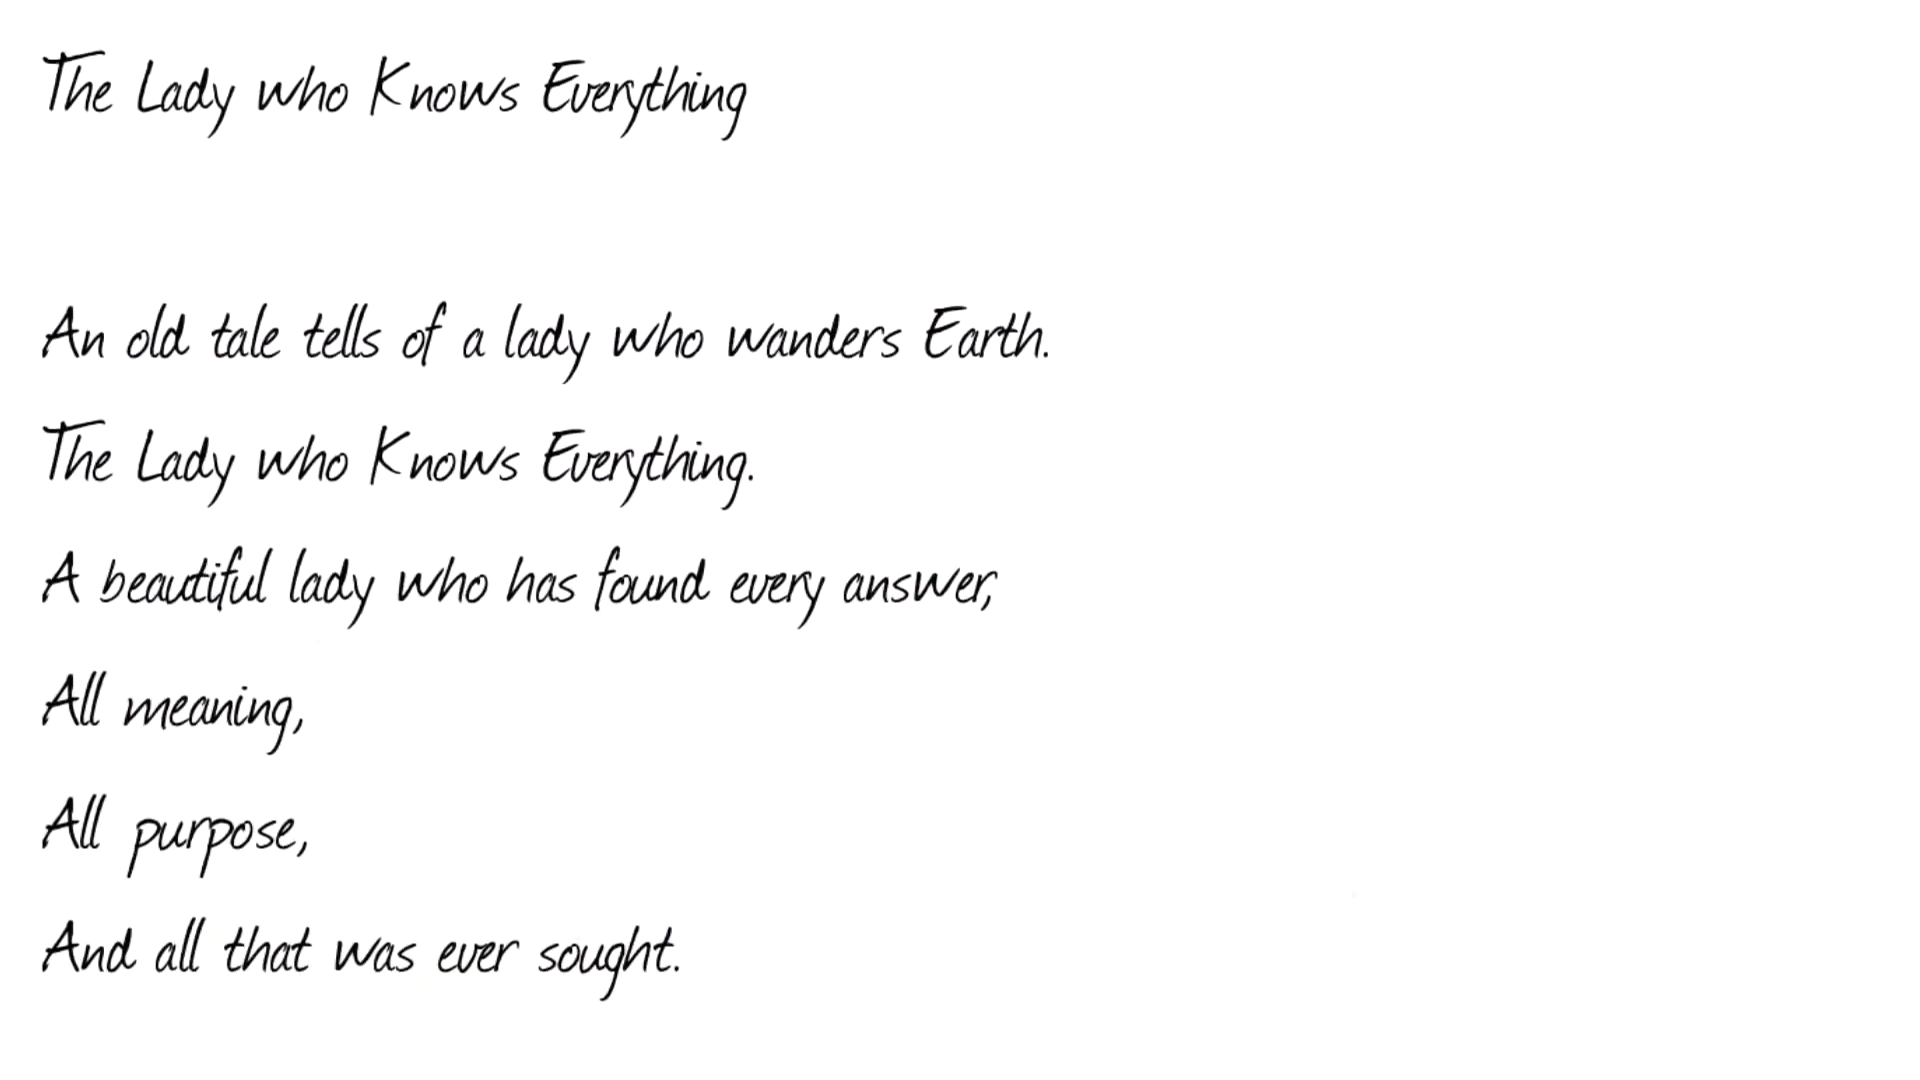 The Lady who Knows Everything
An old tale tells of a lady who wanders Earth.
The Lady who Knows Everything.
A beautiful lady who has found every answer,
All meaning,
All purpose,
And all that was ever sought.